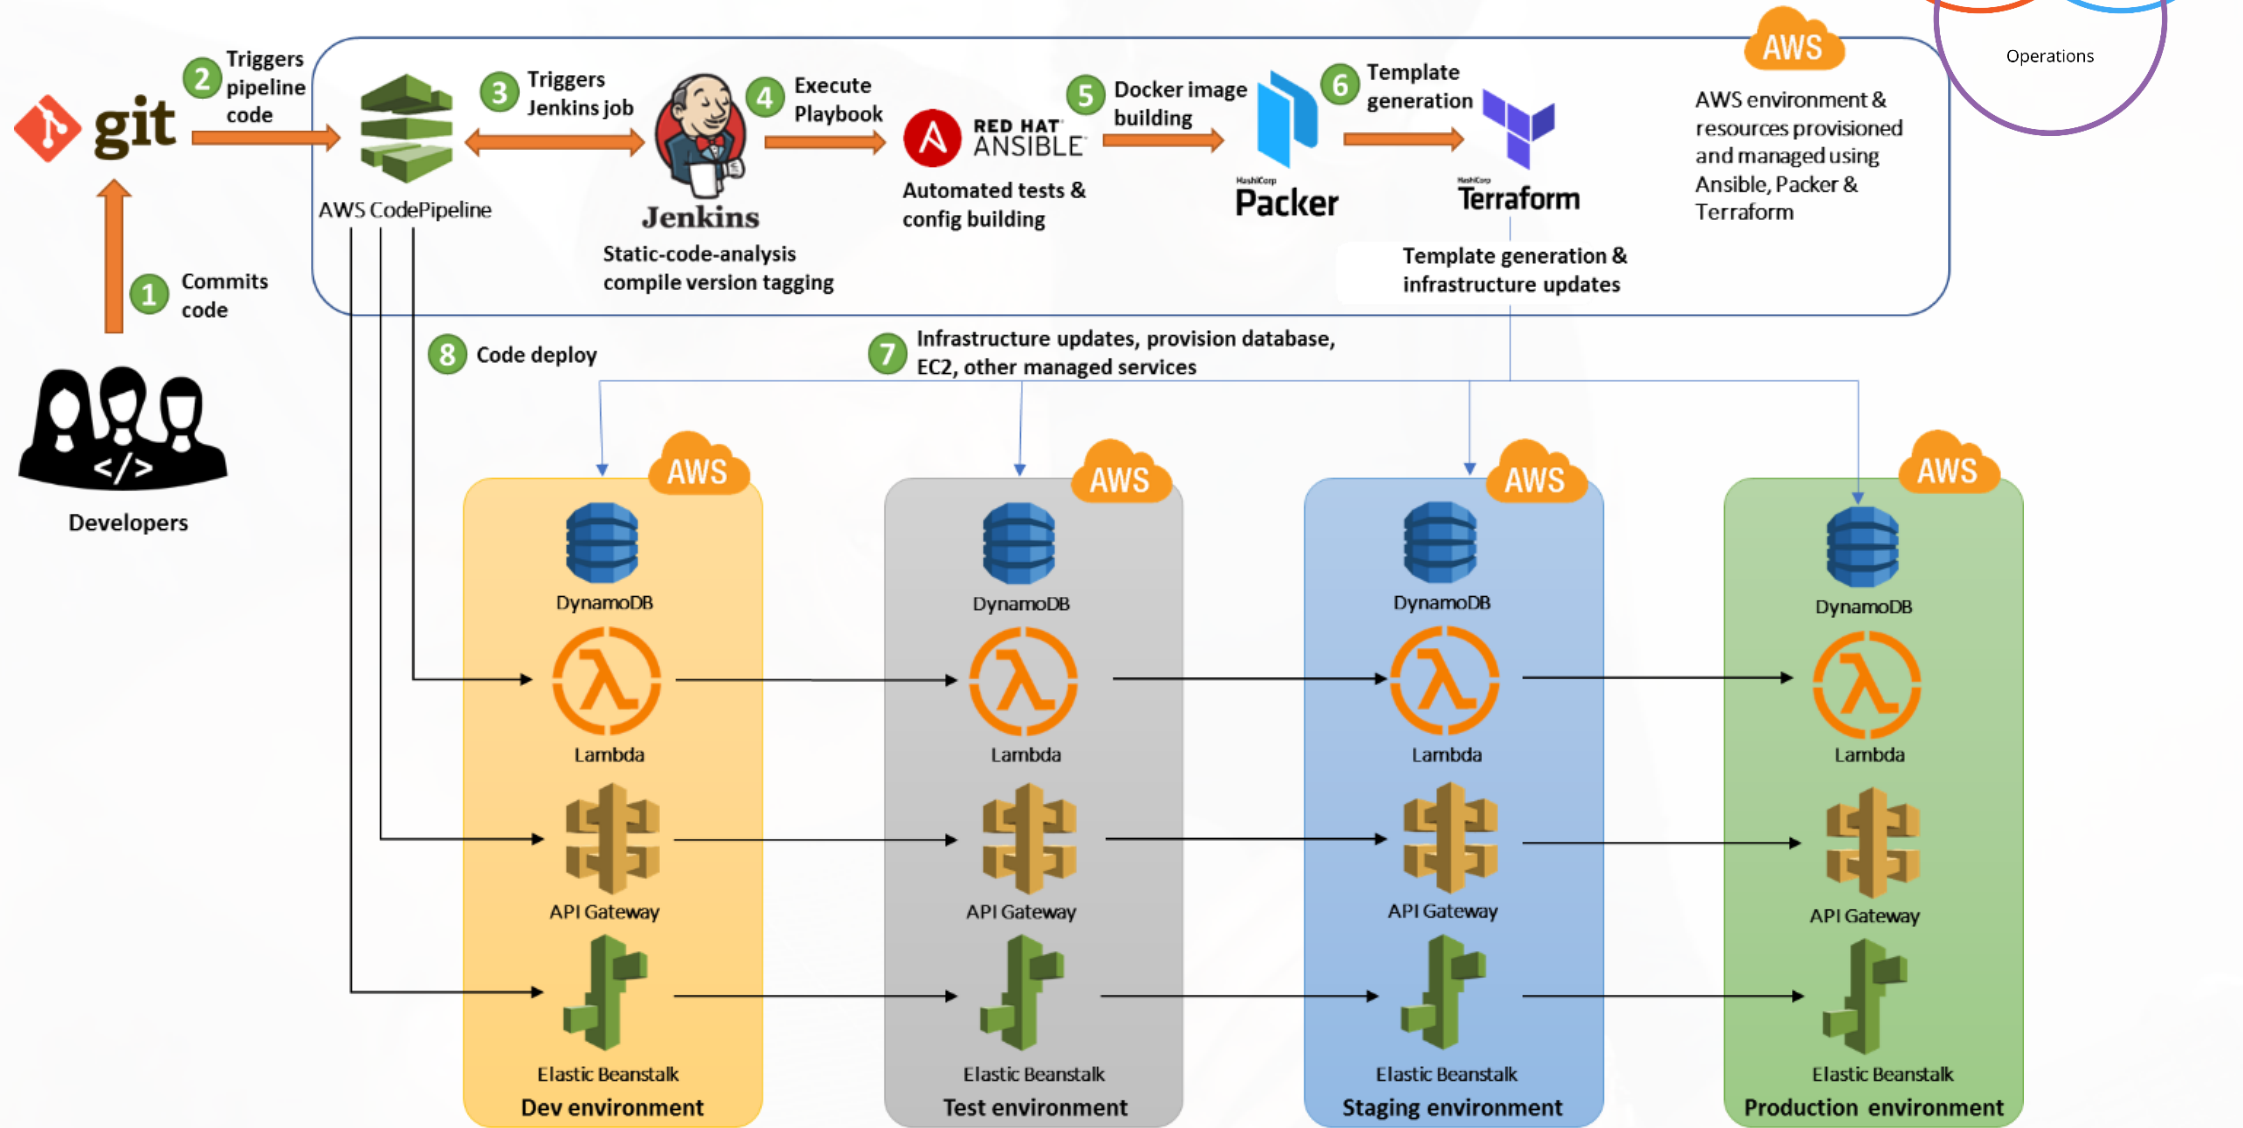 Operations
AWS
AWS environment &
resources provisioned
and managed using
Ansible, Packer &
Terraform
git
2
Triggers
pipeline
code
AWS CodePipeline
3
Triggers
Jenkins job
Jenkins
Static-code-analysis
compile version tagging
4
Execute
Playbook
A
RED HAT
ANSIBLE
Automated tests &
config building
5
Docker image
building
HashiCorp
Packer
6
Template
generation
HashiCorp
Terraform
Template generation &
infrastructure updates
1
Commits
code
</>
Developers
8
Code deploy
7
Infrastructure updates, provision database,
EC2, other managed services
AWS
DynamoDB
λ
Lambda
API Gateway
Elastic Beanstalk
Dev environment
AWS
DynamoDB
λ
Lambda
API Gateway
Elastic Beanstalk
Test environment
AWS
DynamoDB
λ
Lambda
API Gateway
Elastic Beanstalk
Staging environment
AWS
DynamoDB
λ
Lambda
API Gateway
Elastic Beanstalk
Production environment